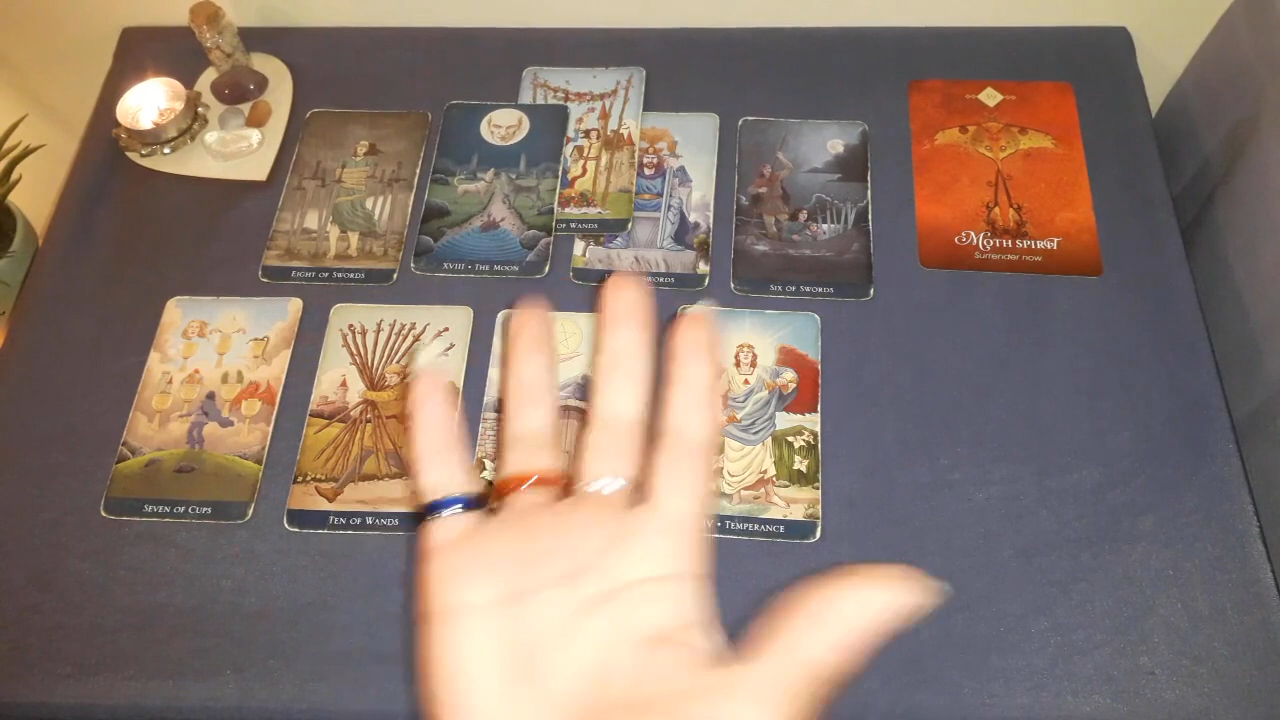 EIGHT OF SWORDS
XVIII • THE MOON
OF WANDS
SWORDS
SIX OF SWORDS
MOTH SPIRIT
Surrender now
SEVEN OF CUPS
TEN OF WANDS
IV • TEMPERANCE